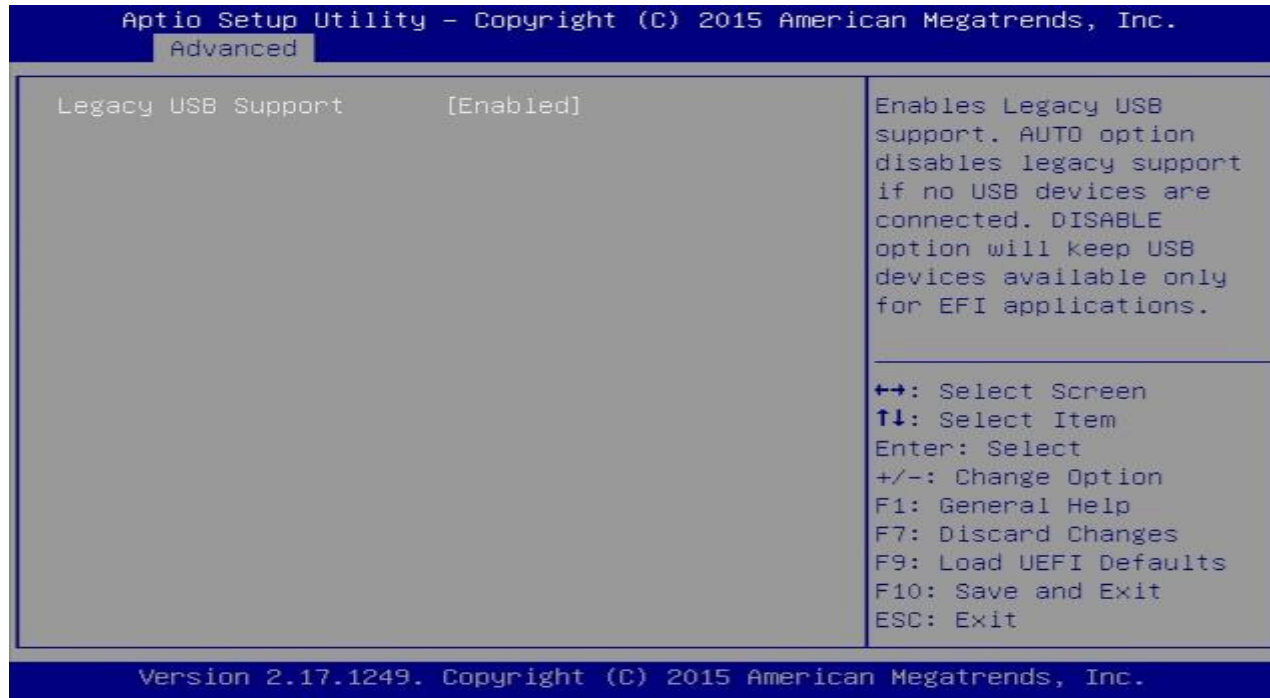 Aptio Setup Utility – Copyright (C) 2015 American Megatrends, Inc.
Advanced
Legacy USB Support [Enabled]
Enables Legacy USB
support. AUTO option
disables legacy support
if no USB devices are
connected. DISABLE
option will keep USB
devices available only
for EFI applications.
←→: Select Screen
↑↓: Select Item
Enter: Select
+/-: Change Option
F1: General Help
F7: Discard Changes
F9: Load UEFI Defaults
F10: Save and Exit
ESC: Exit
Version 2.17.1249. Copyright (C) 2015 American Megatrends, Inc.